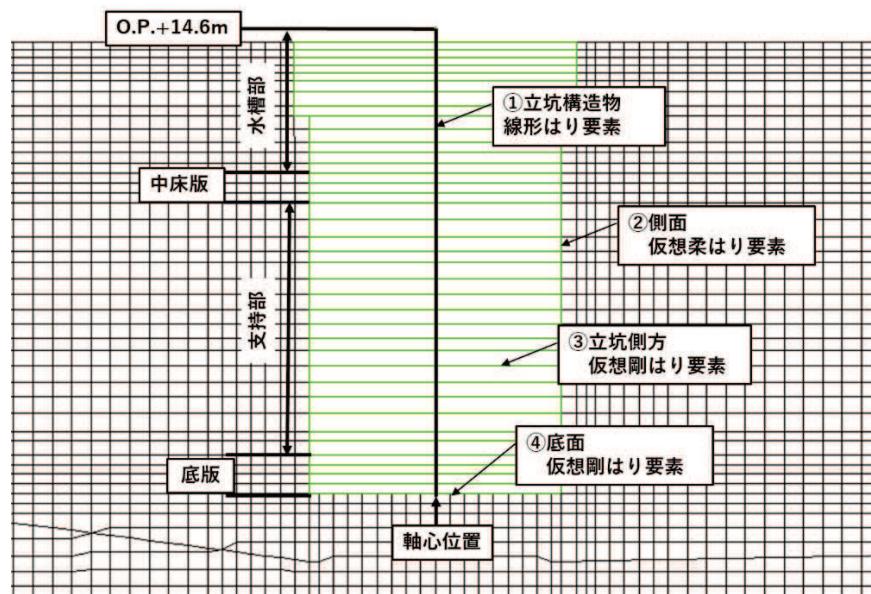 O.P.+14.6m
水槽部
①立坑構造物
線形はり要素
中床版
②側面
仮想柔はり要素
支持部
③立坑側方
仮想剛はり要素
④底面
仮想剛はり要素
底版
軸心位置